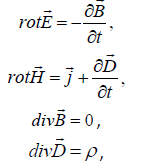 rotE⃗ = −∂B⃗/∂t,
rotH⃗ = j⃗ + ∂D⃗/∂t,
divB⃗ = 0,
divD⃗ = ρ,